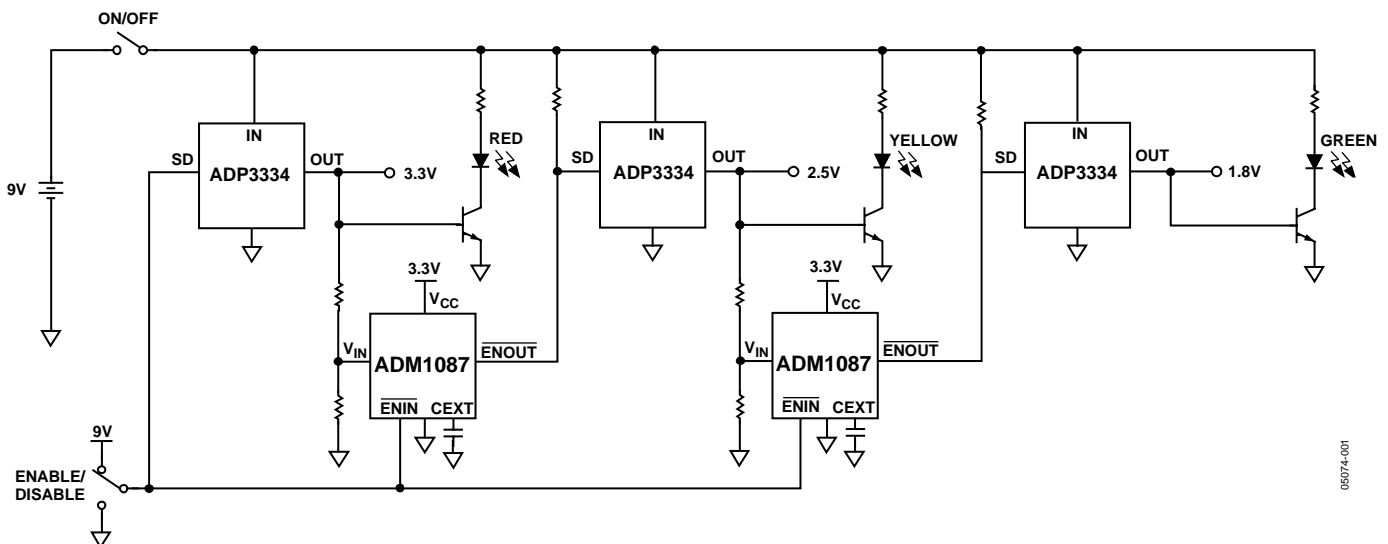 ON/OFF
9V
IN
SD
OUT
ADP3334
3.3V
RED
3.3V
VCC
VIN
ADM1087
ENOUT
ENIN
CEXT
IN
SD
OUT
ADP3334
2.5V
YELLOW
3.3V
VCC
VIN
ADM1087
ENOUT
ENIN
CEXT
IN
SD
OUT
ADP3334
1.8V
GREEN
9V
ENABLE/
DISABLE
05074-001